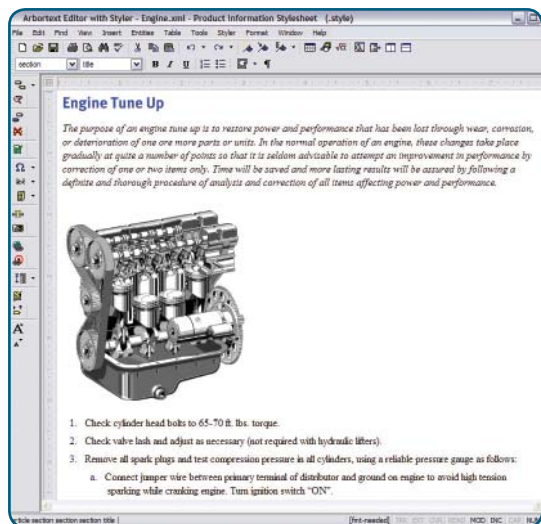 Arbortext Editor with Styler - Engine.xml - Product Information Stylesheet (.style)
File Edit Find View Insert Entities Table Tools Styler Format Window Help
section title B I U
Engine Tune Up
The purpose of an engine tune up is to restore power and performance that has been lost through wear, corrosion,
or deterioration of one ore more parts or units. In the normal operation of an engine, these changes take place
gradually at quite a number of points so that it is seldom advisable to attempt an improvement in performance by
correction of one or two items only. Time will be saved and more lasting results will be assured by following a
definite and thorough procedure of analysis and correction of all items affecting power and performance.
1. Check cylinder head bolts to 65-70 ft. lbs. torque.
2. Check valve lash and adjust as necessary (not required with hydraulic lifters).
3. Remove all spark plugs and test compression pressure in all cylinders, using a reliable pressure gauge as follows:
a. Connect jumper wire between primary terminal of distributor and ground on engine to avoid high tension
sparking while cranking engine. Turn ignition switch “ON”.
section section section title [fmt-needed] MOD INC